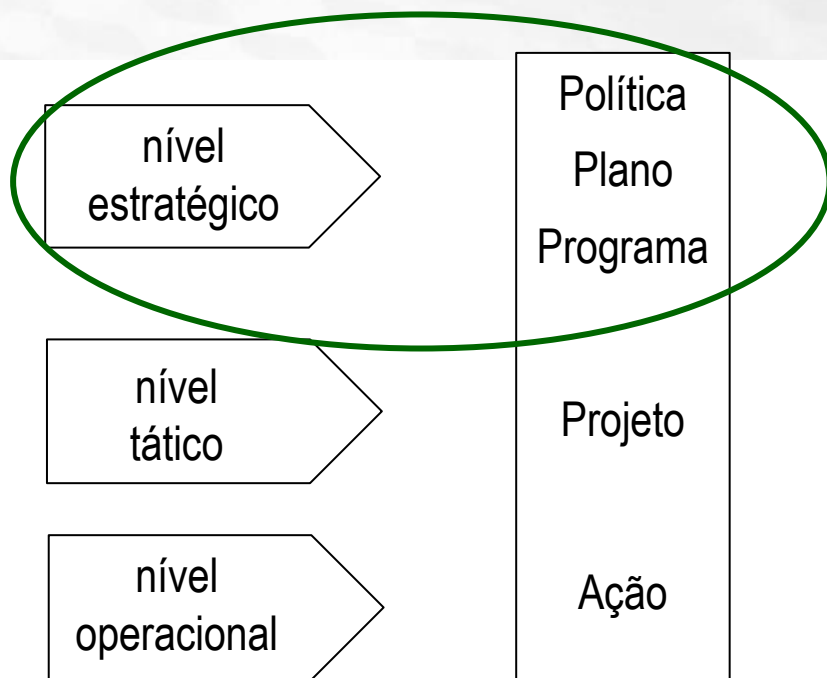 nível
estratégico
Política
Plano
Programa
nível
tático
Projeto
nível
operacional
Ação